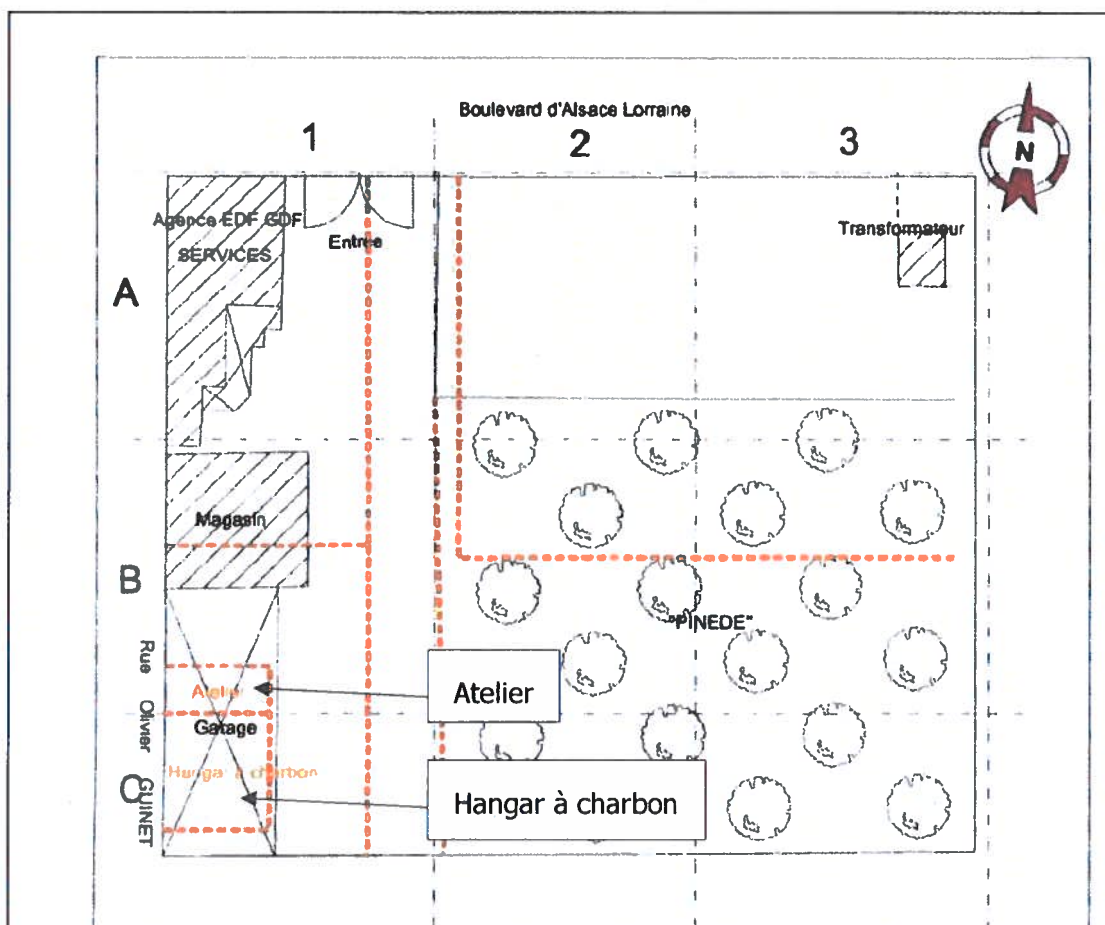 Boulevard d'Alsace Lorraine
1
2
3
N
Agence EDF GDF
SERVICES
Entrée
Transformateur
A
Magasin
B
"PINEDE"
Rue Olivier GUINET
Atelier
Atelier
Garage
Hangar à charbon
C
Hangar à charbon